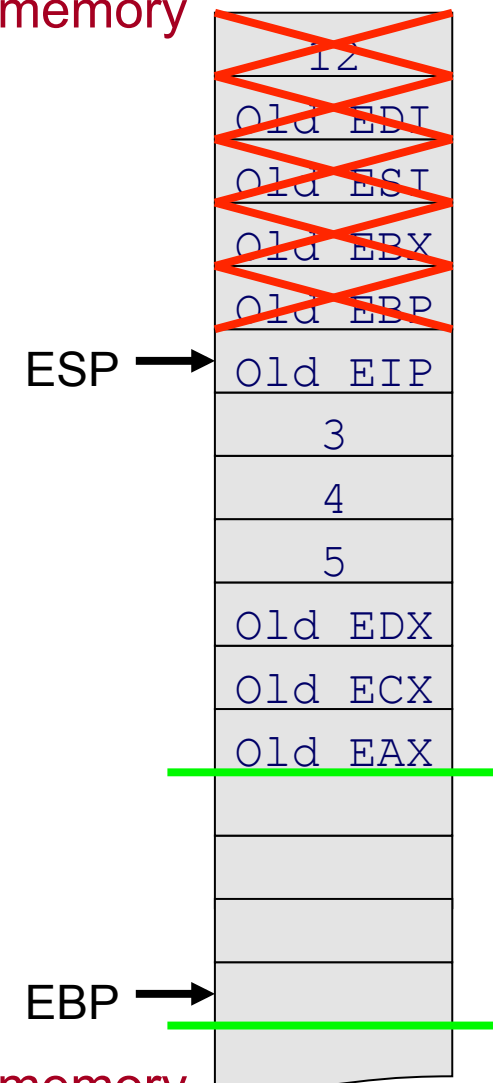 memory
12
Old EDI
Old ESI
Old EBX
Old EBP
ESP Old EIP
3
4
5
Old EDX
Old ECX
Old EAX
EBP
memory